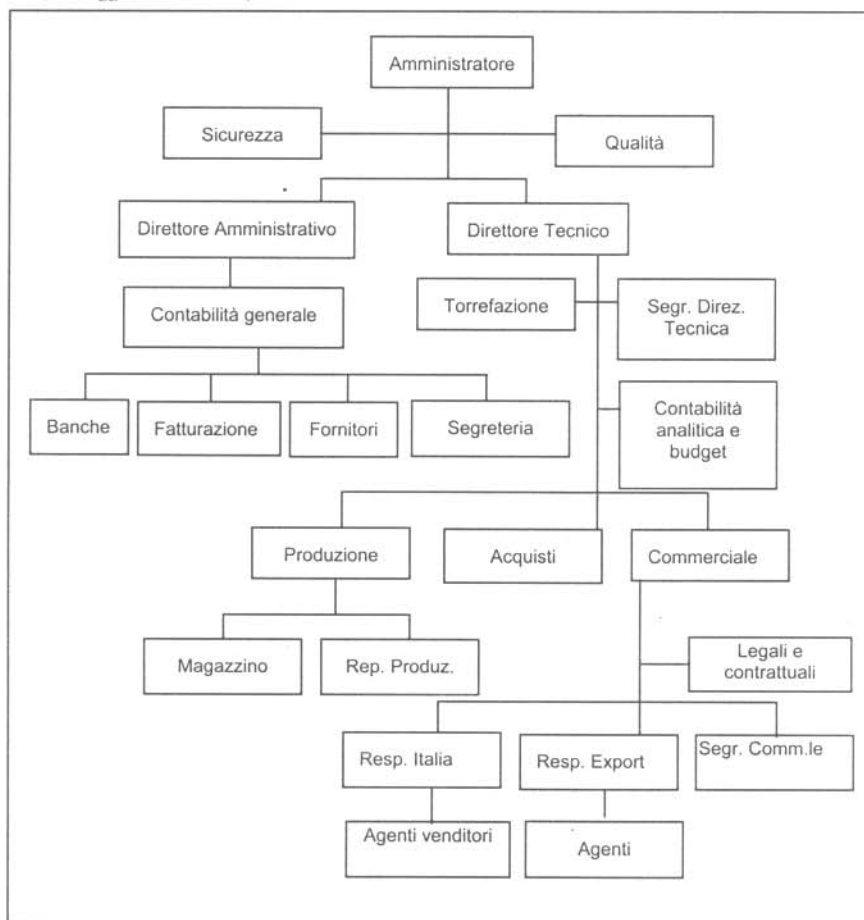 Amministratore
Sicurezza
Qualità
Direttore Amministrativo
Direttore Tecnico
Torrefazione
Segr. Direz.
Tecnica
Contabilità generale
Contabilità
analitica e
budget
Banche
Fatturazione
Fornitori
Segreteria
Produzione
Acquisti
Commerciale
Magazzino
Rep. Produz.
Legali e
contrattuali
Resp. Italia
Resp. Export
Segr. Comm.le
Agenti venditori
Agenti